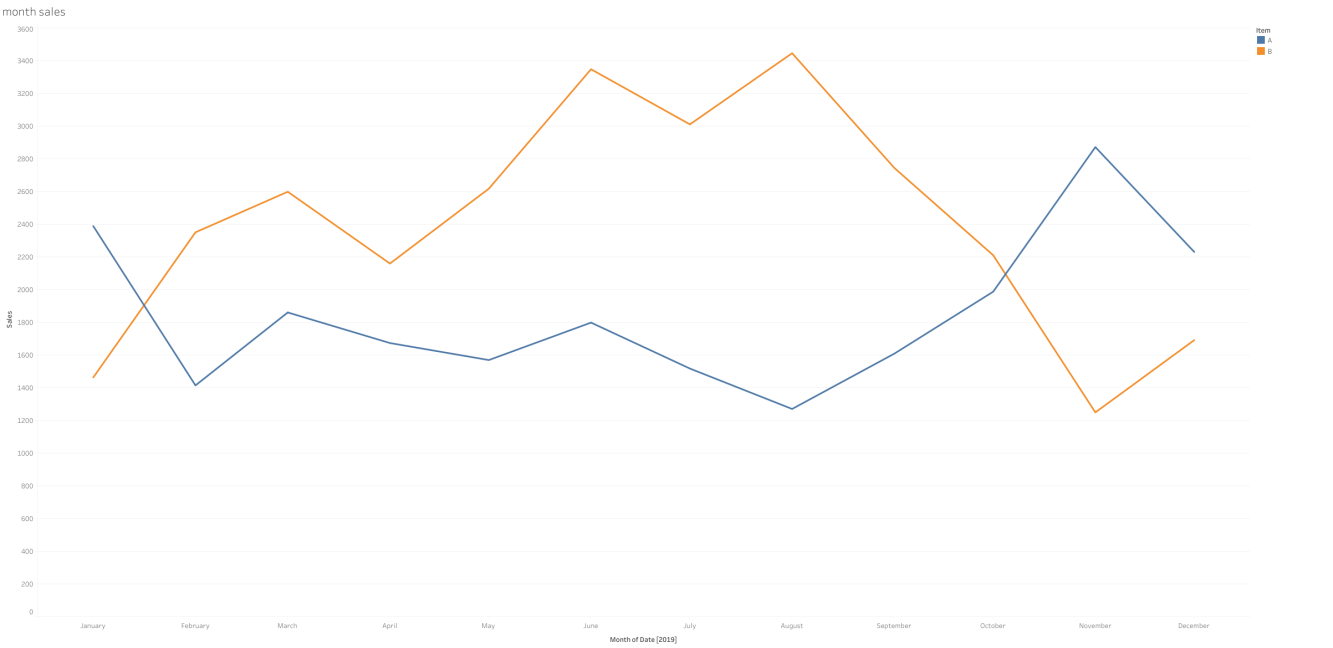 month sales
Item
A
B
3600
3400
3200
3000
2800
2600
2400
2200
2000
1800
1600
1400
1200
1000
800
600
400
200
0
Sales
January February March April May June July August September October November December
Month of Date [2019]